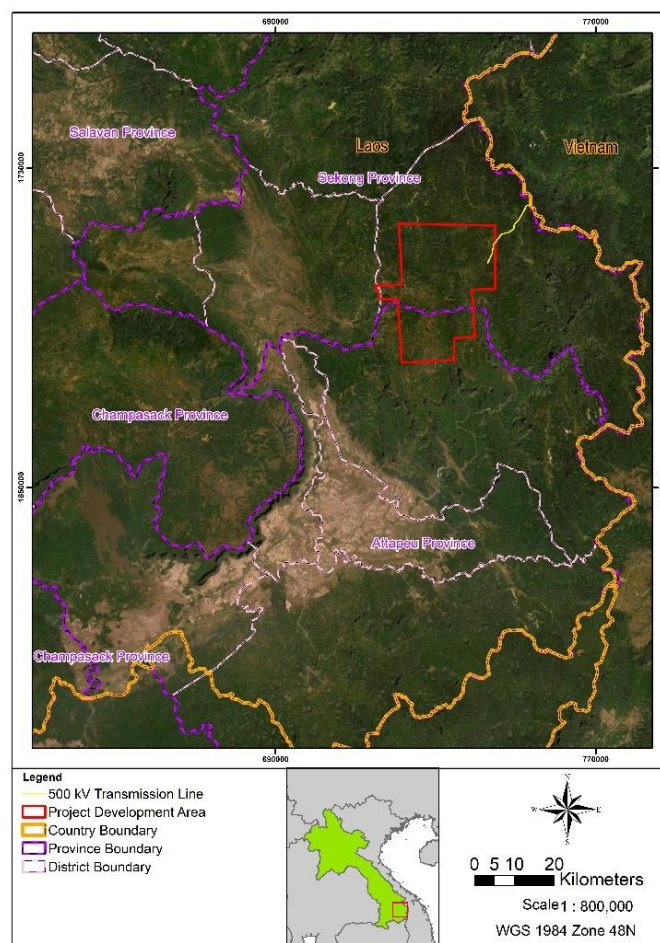 690000 770000
Salavan Province
Laos
Vietnam
Sekong Province
1730000
Champasack Province
1650000
Attapeu Province
Champasack Province
690000 770000
Legend
500 kV Transmission Line
Project Development Area
Country Boundary
Province Boundary
District Boundary
N
W E
S
0 5 10 20
Kilometers
Scale 1 : 800,000
WGS 1984 Zone 48N